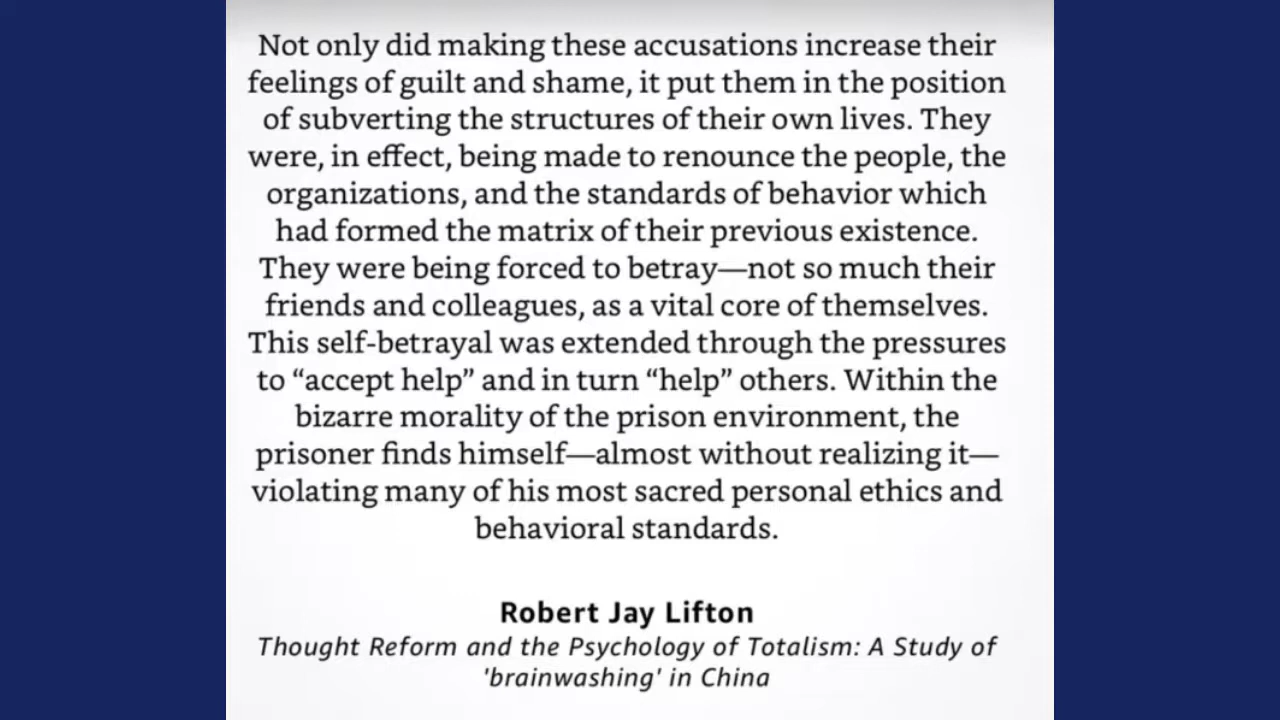 Not only did making these accusations increase their
feelings of guilt and shame, it put them in the position
of subverting the structures of their own lives. They
were, in effect, being made to renounce the people, the
organizations, and the standards of behavior which
had formed the matrix of their previous existence.
They were being forced to betray—not so much their
friends and colleagues, as a vital core of themselves.
This self-betrayal was extended through the pressures
to “accept help” and in turn “help” others. Within the
bizarre morality of the prison environment, the
prisoner finds himself—almost without realizing it—
violating many of his most sacred personal ethics and
behavioral standards.
Robert Jay Lifton
Thought Reform and the Psychology of Totalism: A Study of
'brainwashing' in China